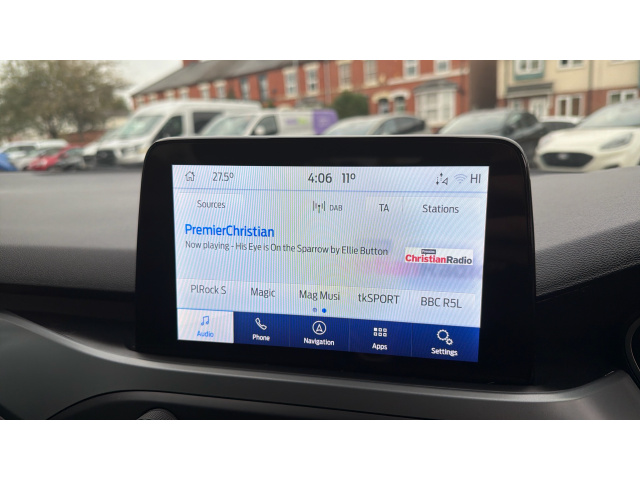 27.5° 4:06 11° HI
Sources DAB TA Stations
PremierChristian
Now playing - His Eye is On the Sparrow by Ellie Button
Premier
ChristianRadio
PlRock S Magic Mag Musi tkSPORT BBC R5L
Audio Phone Navigation Apps Settings